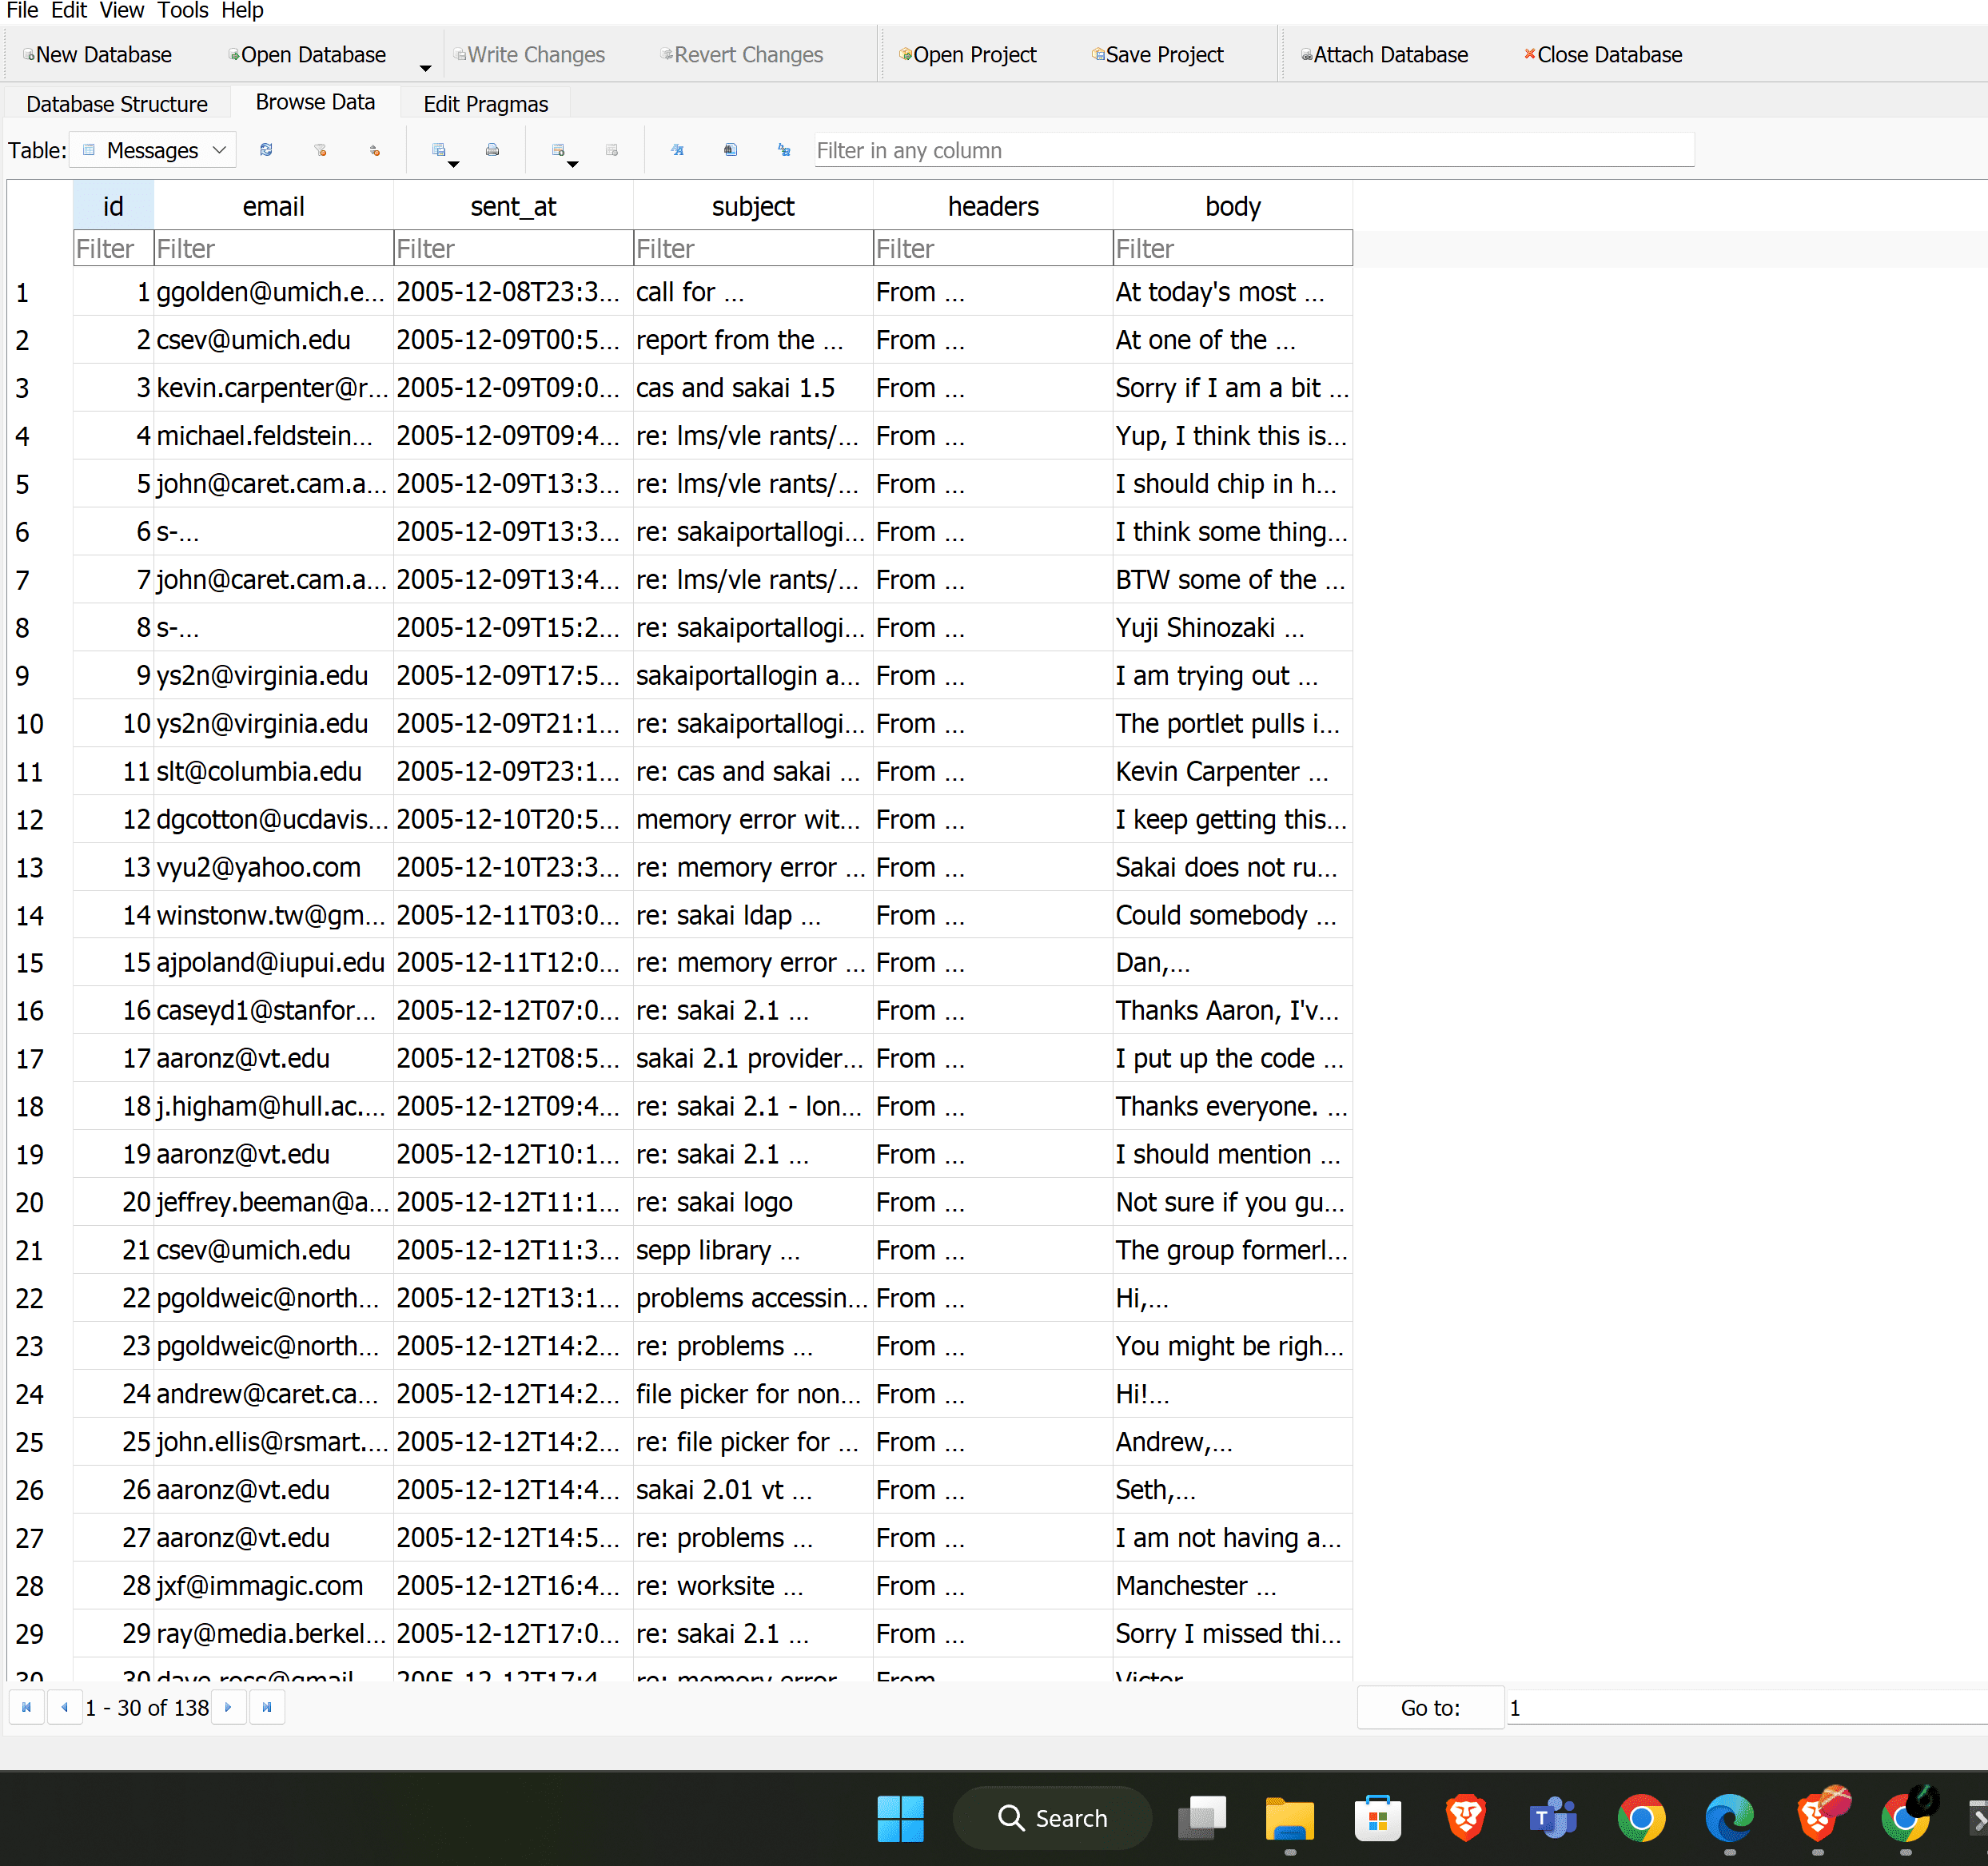 File Edit View Tools Help
New Database Open Database Write Changes Revert Changes Open Project Save Project Attach Database Close Database
Database Structure Browse Data Edit Pragmas
Table: Messages Filter in any column
id email sent_at subject headers body
Filter Filter Filter Filter Filter Filter
1 1 ggolden@umich.e... 2005-12-08T23:3... call for ... From ... At today's most ...
2 2 csev@umich.edu 2005-12-09T00:5... report from the ... From ... At one of the ...
3 3 kevin.carpenter@r... 2005-12-09T09:0... cas and sakai 1.5 From ... Sorry if I am a bit ...
4 4 michael.feldstein... 2005-12-09T09:4... re: lms/vle rants/... From ... Yup, I think this is...
5 5 john@caret.cam.a... 2005-12-09T13:3... re: lms/vle rants/... From ... I should chip in h...
6 6 s-... 2005-12-09T13:3... re: sakaiportallogi... From ... I think some thing...
7 7 john@caret.cam.a... 2005-12-09T13:4... re: lms/vle rants/... From ... BTW some of the ...
8 8 s-... 2005-12-09T15:2... re: sakaiportallogi... From ... Yuji Shinozaki ...
9 9 ys2n@virginia.edu 2005-12-09T17:5... sakaiportallogin a... From ... I am trying out ...
10 10 ys2n@virginia.edu 2005-12-09T21:1... re: sakaiportallogi... From ... The portlet pulls i...
11 11 slt@columbia.edu 2005-12-09T23:1... re: cas and sakai ... From ... Kevin Carpenter ...
12 12 dgcotton@ucdavis... 2005-12-10T20:5... memory error wit... From ... I keep getting this...
13 13 vyu2@yahoo.com 2005-12-10T23:3... re: memory error ... From ... Sakai does not ru...
14 14 winstonw.tw@gm... 2005-12-11T03:0... re: sakai ldap ... From ... Could somebody ...
15 15 ajpoland@iupui.edu 2005-12-11T12:0... re: memory error ... From ... Dan,...
16 16 caseyd1@stanfor... 2005-12-12T07:0... re: sakai 2.1 ... From ... Thanks Aaron, I'v...
17 17 aaronz@vt.edu 2005-12-12T08:5... sakai 2.1 provider... From ... I put up the code ...
18 18 j.higham@hull.ac.... 2005-12-12T09:4... re: sakai 2.1 - lon... From ... Thanks everyone. ...
19 19 aaronz@vt.edu 2005-12-12T10:1... re: sakai 2.1 ... From ... I should mention ...
20 20 jeffrey.beeman@a... 2005-12-12T11:1... re: sakai logo From ... Not sure if you gu...
21 21 csev@umich.edu 2005-12-12T11:3... sepp library ... From ... The group formerl...
22 22 pgoldweic@north... 2005-12-12T13:1... problems accessin... From ... Hi,...
23 23 pgoldweic@north... 2005-12-12T14:2... re: problems ... From ... You might be righ...
24 24 andrew@caret.ca... 2005-12-12T14:2... file picker for non... From ... Hi!...
25 25 john.ellis@rsmart.... 2005-12-12T14:2... re: file picker for ... From ... Andrew,...
26 26 aaronz@vt.edu 2005-12-12T14:4... sakai 2.01 vt ... From ... Seth,...
27 27 aaronz@vt.edu 2005-12-12T14:5... re: problems ... From ... I am not having a...
28 28 jxf@immagic.com 2005-12-12T16:4... re: worksite ... From ... Manchester ...
29 29 ray@media.berkel... 2005-12-12T17:0... re: sakai 2.1 ... From ... Sorry I missed thi...
30 30 dave.ross@gmail 2005-12-12T17:4 re: memory error From Victor
1 - 30 of 138 Go to: 1
Search